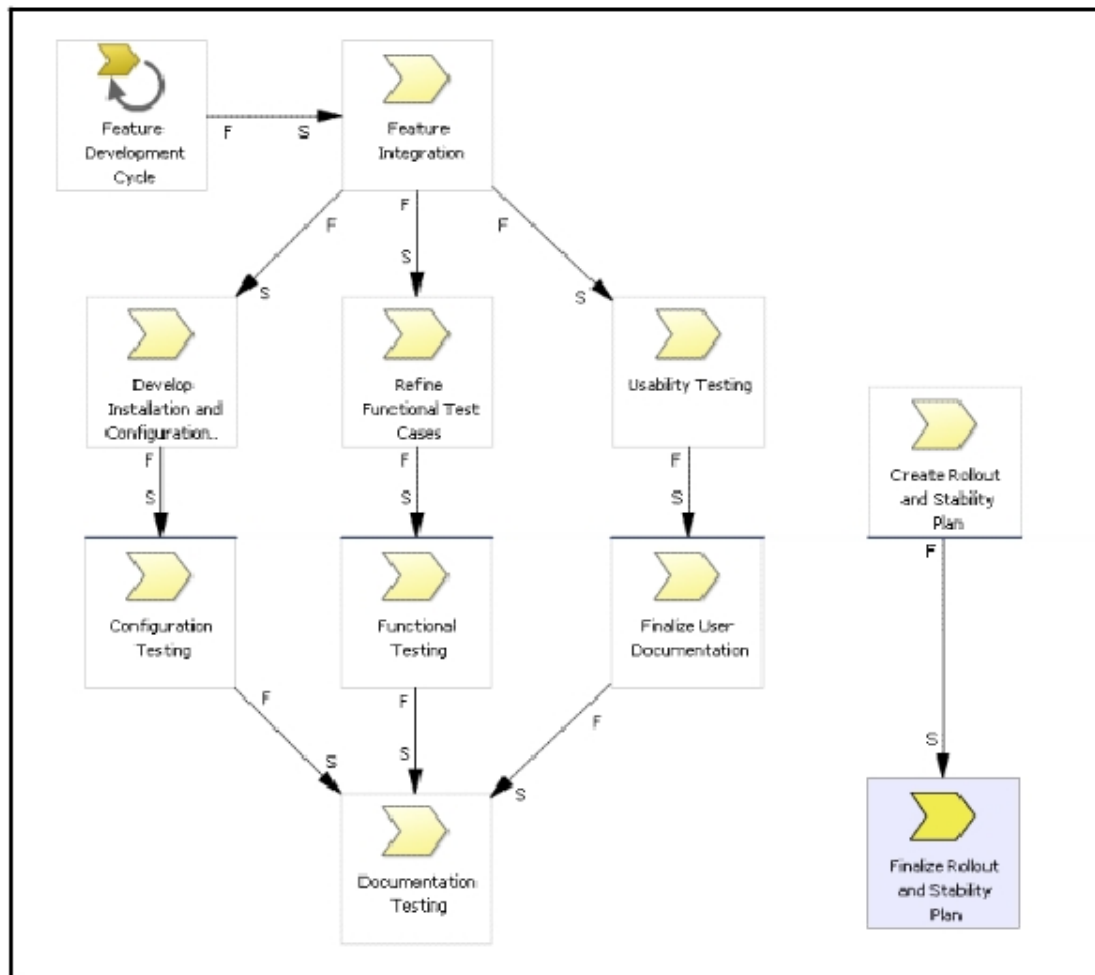 Feature
Development
Cycle
F
S
Feature
Integration
F
F
F
S
S
S
Develop
Installation and
Configuration..
Refine
Functional Test
Cases
Usability Testing
Create Rollout
and Stability
Plan
F
F
F
S
S
S
F
Configuration
Testing
Functional
Testing
Finalize User
Documentation
F
F
F
S
S
S
S
Documentation
Testing
Finalize Rollout
and Stability
Plan